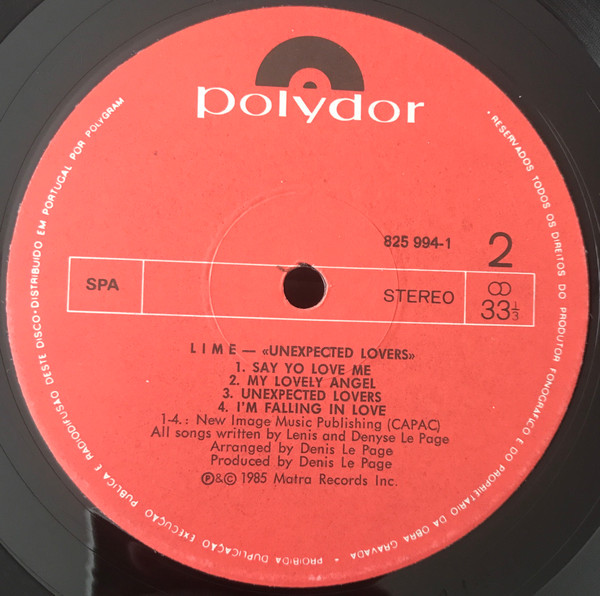 polydor
825 994-1
2
SPA
STEREO
33 1/3
LIME — «UNEXPECTED LOVERS»
1. SAY YO LOVE ME
2. MY LOVELY ANGEL
3. UNEXPECTED LOVERS
4. I'M FALLING IN LOVE
1-4.: New Image Music Publishing (CAPAC)
All songs written by Lenis and Denyse Le Page
Arranged by Denis Le Page
Produced by Denis Le Page
℗&© 1985 Matra Records Inc.
• RESERVADOS TODOS OS DIREITOS DO PRODUTOR FONOGRÁFICO E DO PROPRIETÁRIO DA OBRA GRAVADA • PROIBIDA DUPLICAÇÃO EXECUÇÃO PUBLICA E RADIODIFUSÃO DESTE DISCO • DISTRIBUIDO EM PORTUGAL POR POLYGRAM